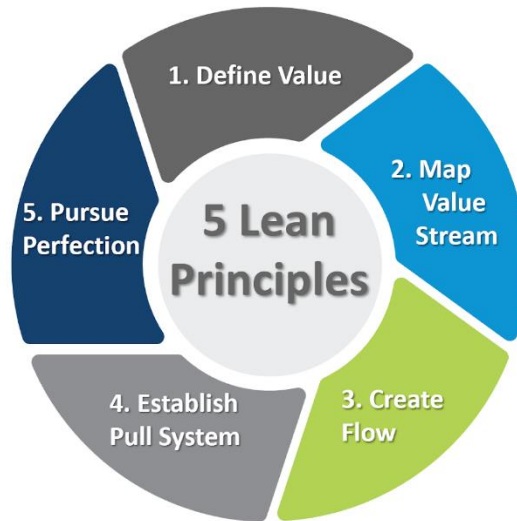 1. Define Value
2. Map
Value
Stream
3. Create
Flow
4. Establish
Pull System
5. Pursue
Perfection
5 Lean
Principles